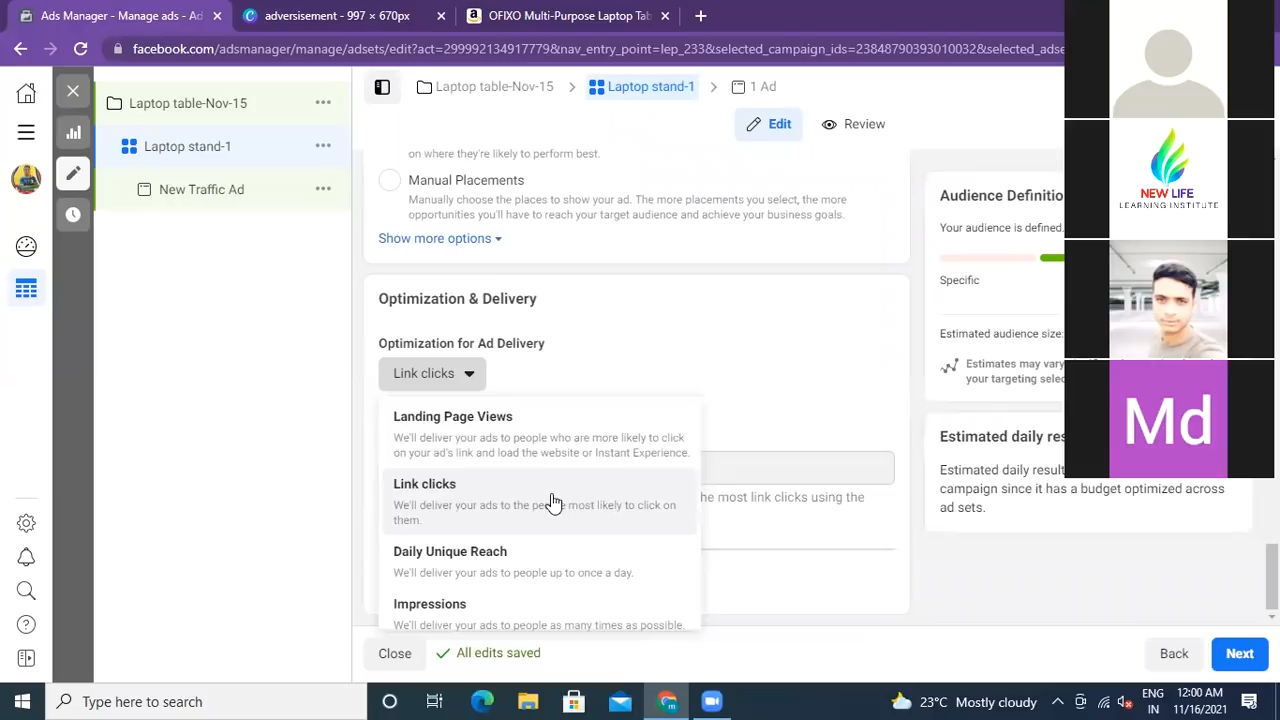 Ads Manager - Manage ads - Ad
adversisement - 997 × 670px
OFIXO Multi-Purpose Laptop Tab
facebook.com/adsmanager/manage/adsets/edit?act=299992134917779&nav_entry_point=lep_233&selected_campaign_ids=23848790393010032&selected_adse
Laptop table-Nov-15
Laptop stand-1
New Traffic Ad
Laptop table-Nov-15
Laptop stand-1
1 Ad
Edit
Review
on where they're likely to perform best.
Manual Placements
Manually choose the places to show your ad. The more placements you select, the more
opportunities you'll have to reach your target audience and achieve your business goals.
Show more options
Optimization & Delivery
Optimization for Ad Delivery
Link clicks
Landing Page Views
We'll deliver your ads to people who are more likely to click
on your ad's link and load the website or Instant Experience.
Link clicks
We'll deliver your ads to the people most likely to click on
them.
Daily Unique Reach
We'll deliver your ads to people up to once a day.
Impressions
We'll deliver your ads to people as many times as possible.
he most link clicks using the
Audience Definitio
Your audience is defined.
Specific
Estimated audience size:
Estimates may vary
your targeting selec
Estimated daily res
Estimated daily result
campaign since it has a budget optimized across
ad sets.
NEW LIFE
LEARNING INSTITUTE
Md
Close
All edits saved
Back
Next
Type here to search
23°C Mostly cloudy
ENG
IN
12:00 AM
11/16/2021